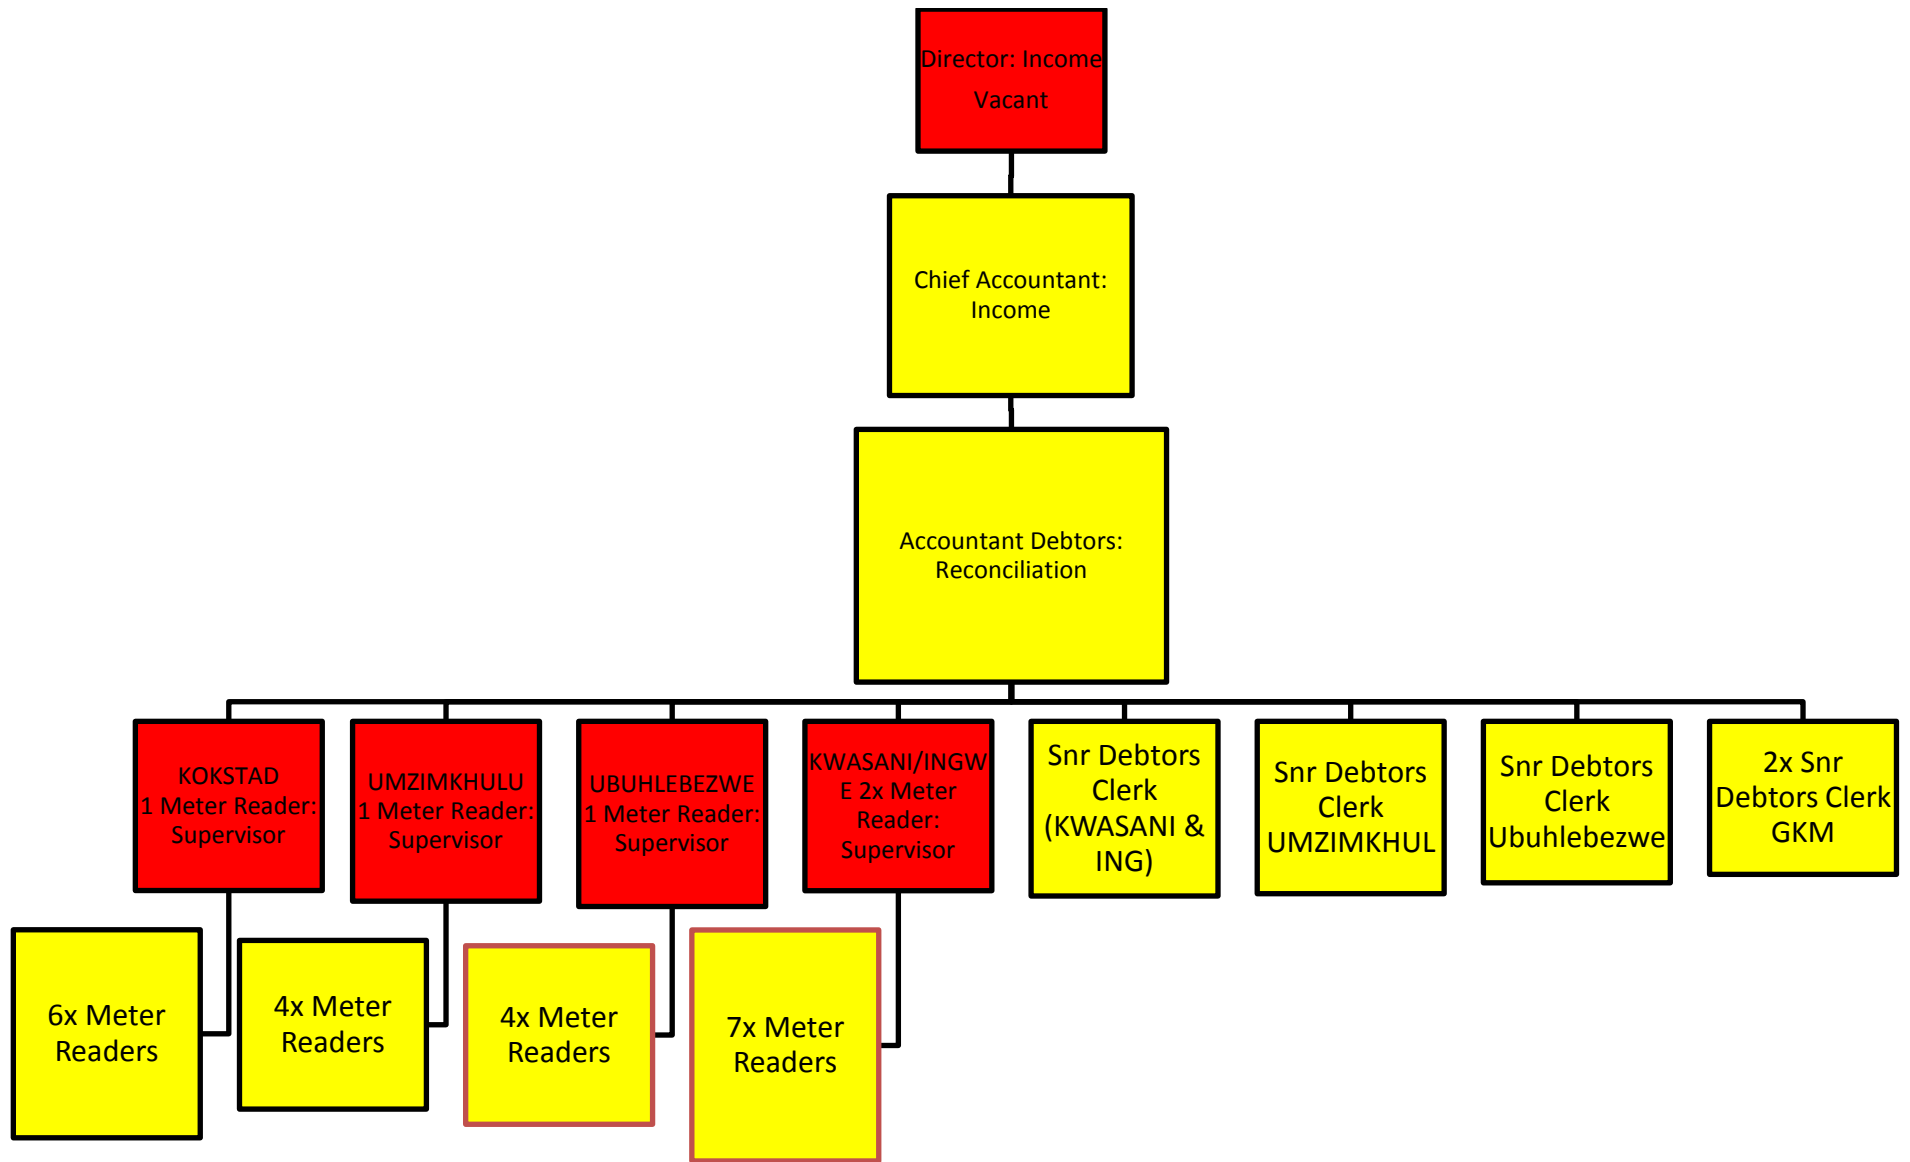 Director: Income
Vacant
Chief Accountant:
Income
Accountant Debtors:
Reconciliation
KOKSTAD
1 Meter Reader:
Supervisor
UMZIMKHULU
1 Meter Reader:
Supervisor
UBUHLEBEZWE
1 Meter Reader:
Supervisor
KWASANI/INGW
E 2x Meter
Reader:
Supervisor
Snr Debtors
Clerk
(KWASANI &
ING)
Snr Debtors
Clerk
UMZIMKHUL
Snr Debtors
Clerk
Ubuhlebezwe
2x Snr
Debtors Clerk
GKM
6x Meter
Readers
4x Meter
Readers
4x Meter
Readers
7x Meter
Readers